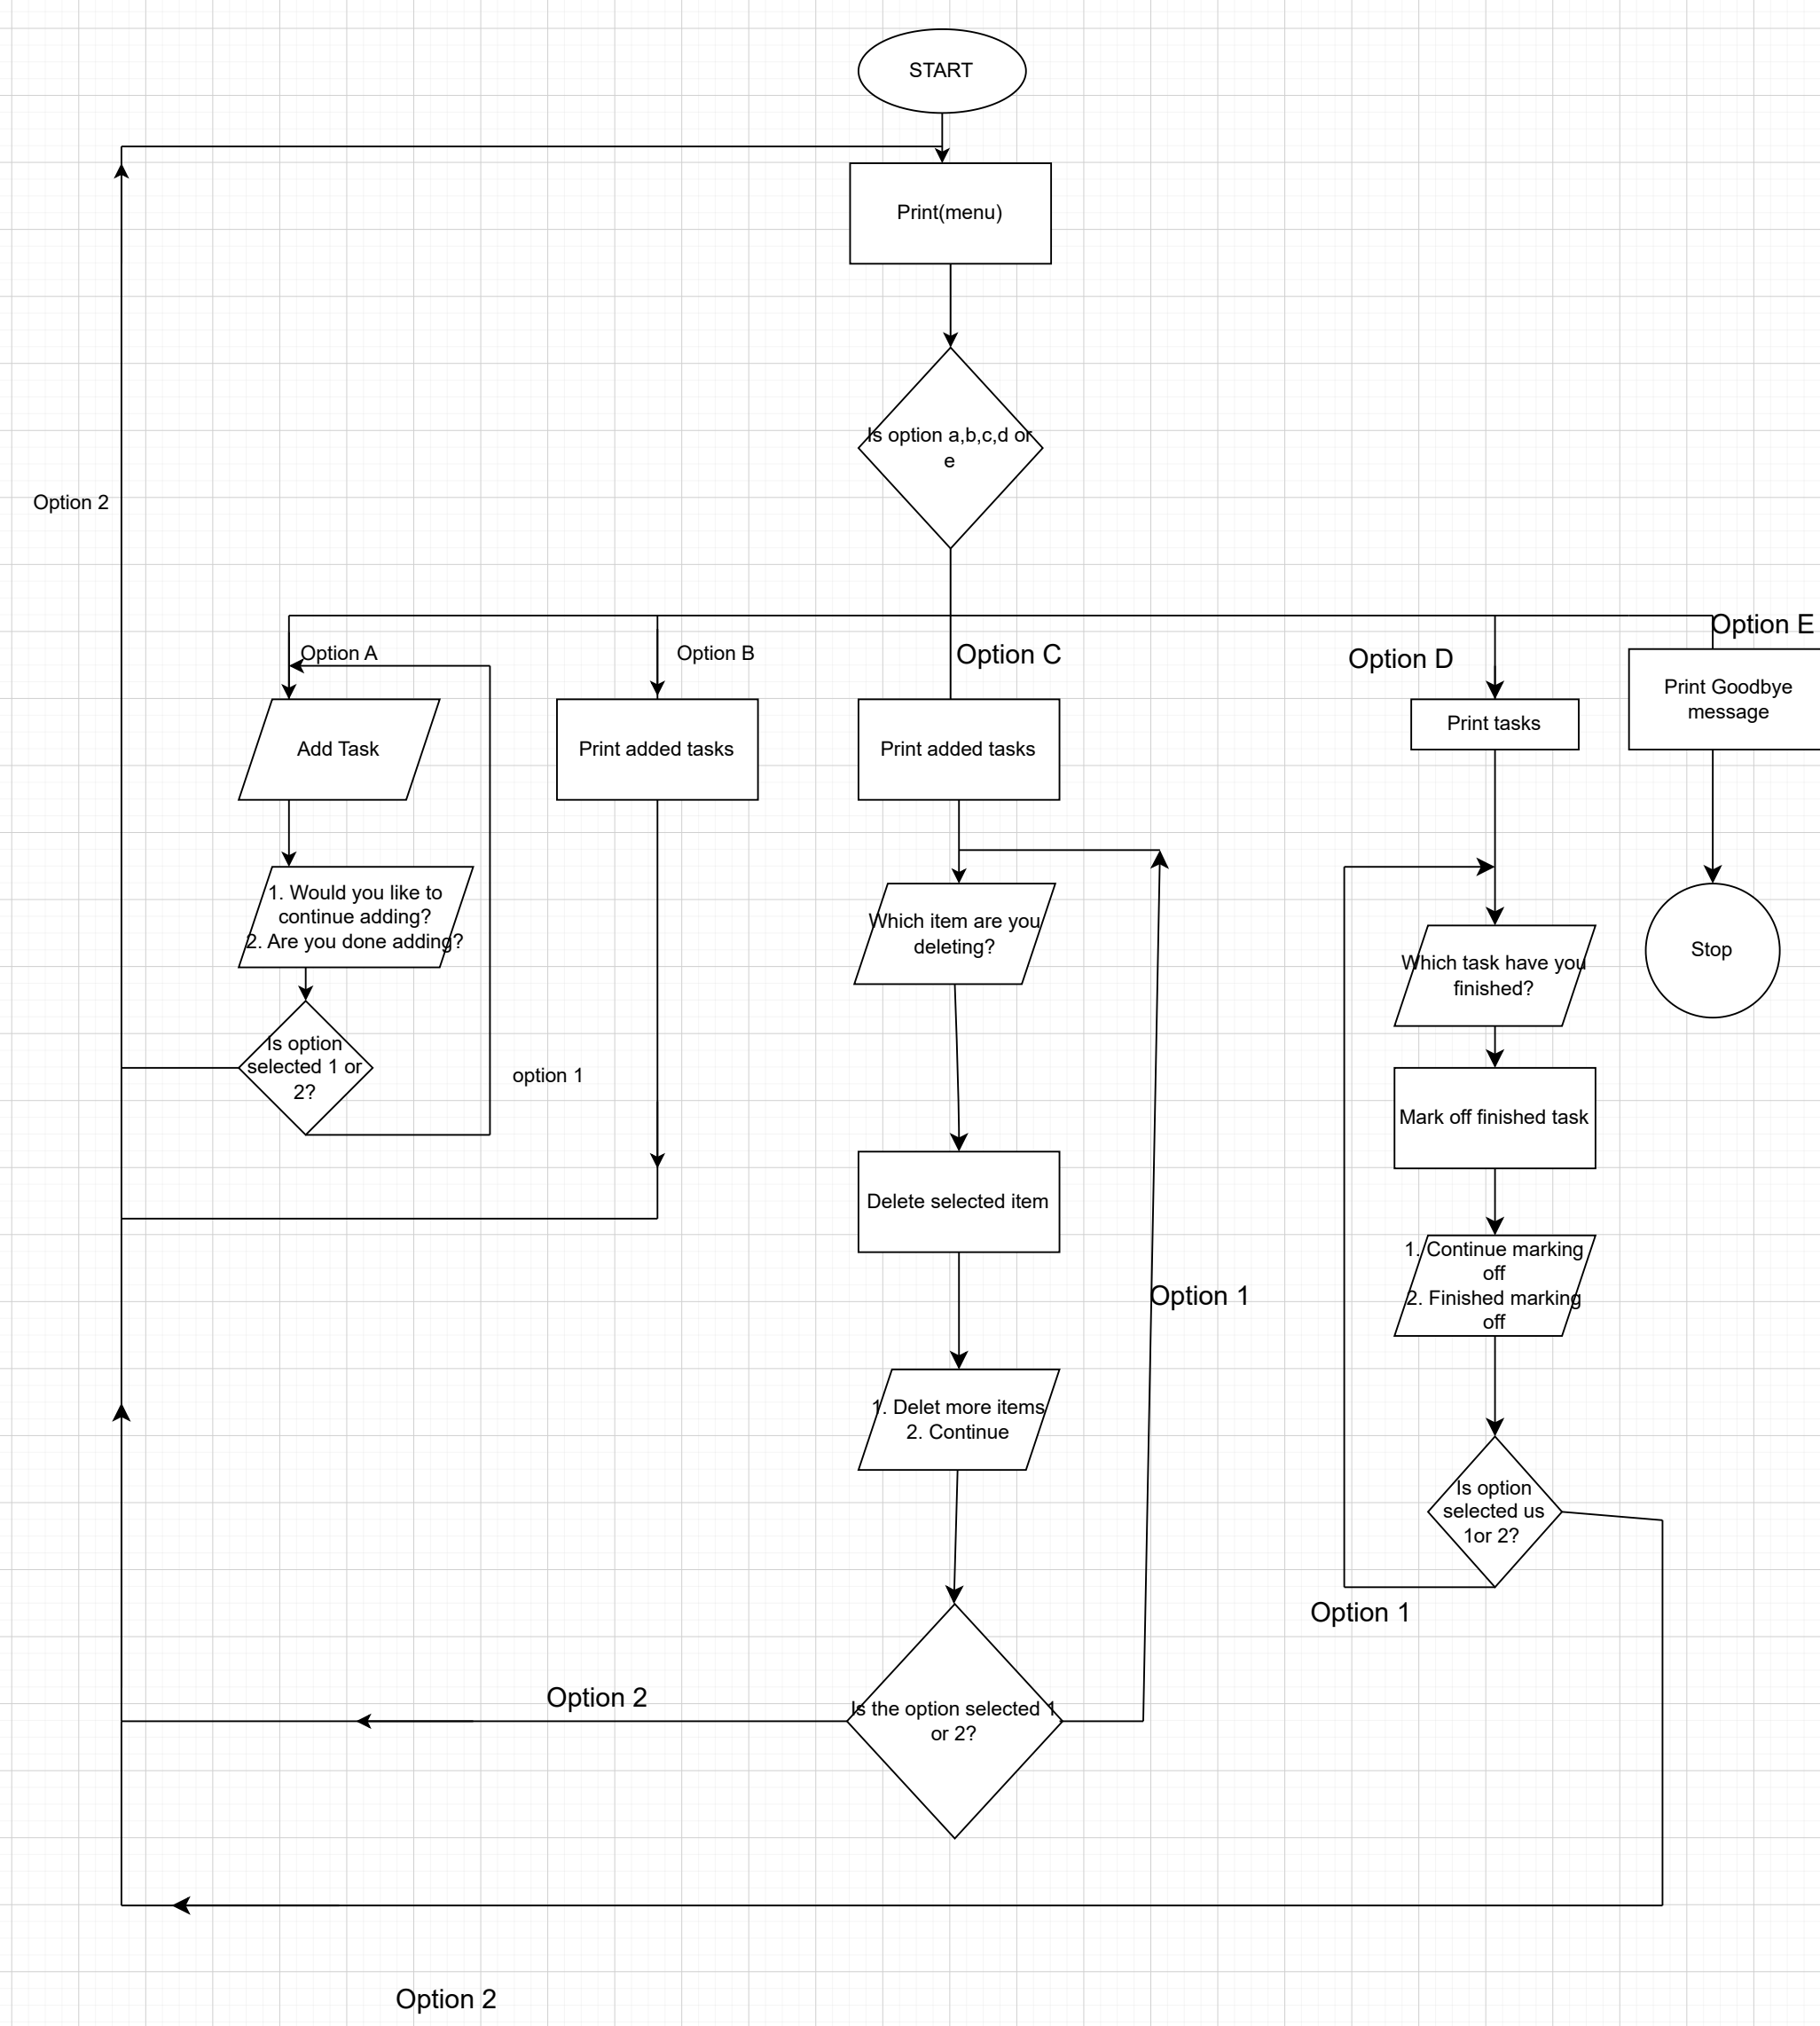 START
Print(menu)
Is option a,b,c,d or
e
Option 2
Option A
Option B
Option C
Option D
Option E
Add Task
Print added tasks
Print added tasks
Print tasks
Print Goodbye
message
1. Would you like to
continue adding?
2. Are you done adding?
Which item are you
deleting?
Which task have you
finished?
Stop
Is option
selected 1 or
2?
option 1
Mark off finished task
Delete selected item
Option 1
1. Continue marking
off
2. Finished marking
off
1. Delet more items
2. Continue
Is option
selected us
1or 2?
Option 1
Option 2
Is the option selected 1
or 2?
Option 2